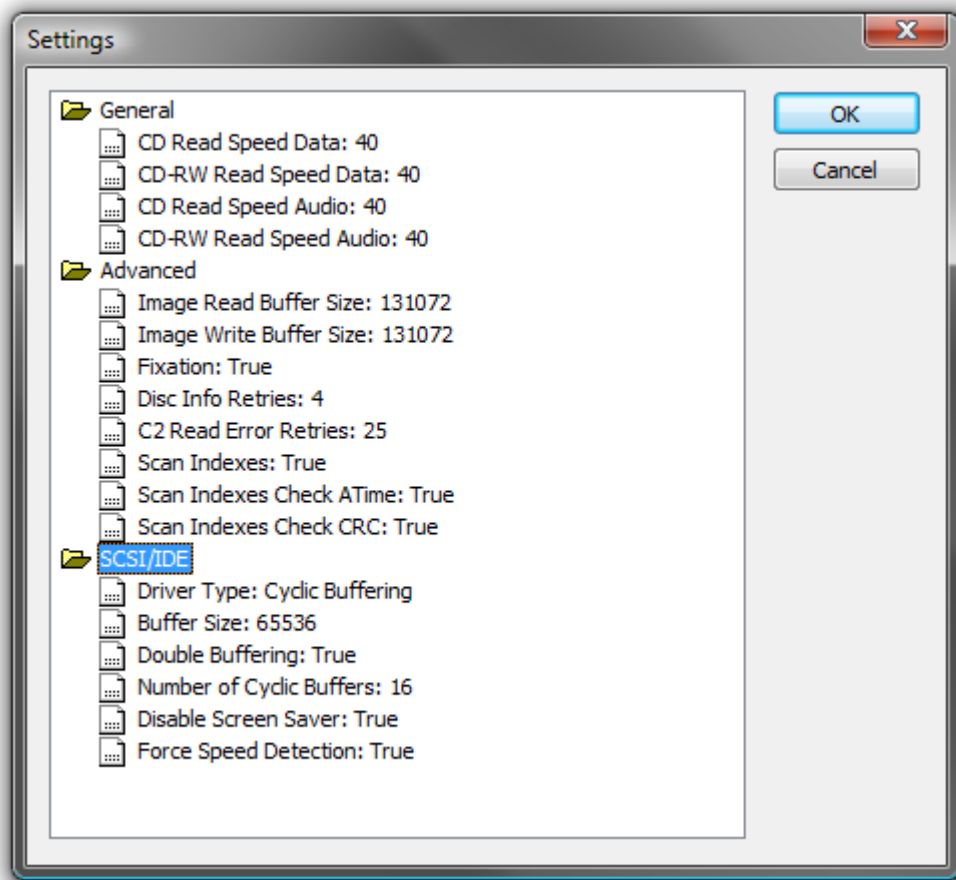 Settings
General
CD Read Speed Data: 40
CD-RW Read Speed Data: 40
CD Read Speed Audio: 40
CD-RW Read Speed Audio: 40
Advanced
Image Read Buffer Size: 131072
Image Write Buffer Size: 131072
Fixation: True
Disc Info Retries: 4
C2 Read Error Retries: 25
Scan Indexes: True
Scan Indexes Check ATime: True
Scan Indexes Check CRC: True
SCSI/IDE
Driver Type: Cyclic Buffering
Buffer Size: 65536
Double Buffering: True
Number of Cyclic Buffers: 16
Disable Screen Saver: True
Force Speed Detection: True
OK
Cancel